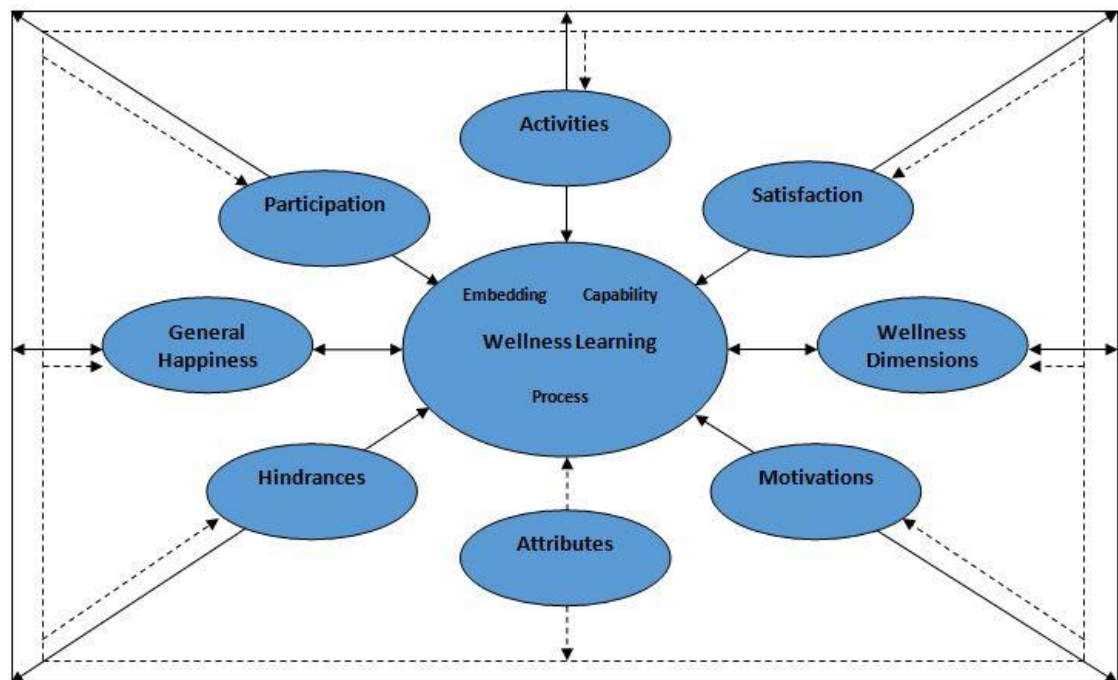 Activities
Participation
Satisfaction
Embedding Capability
Wellness Learning
Process
General
Happiness
Wellness
Dimensions
Hindrances
Motivations
Attributes